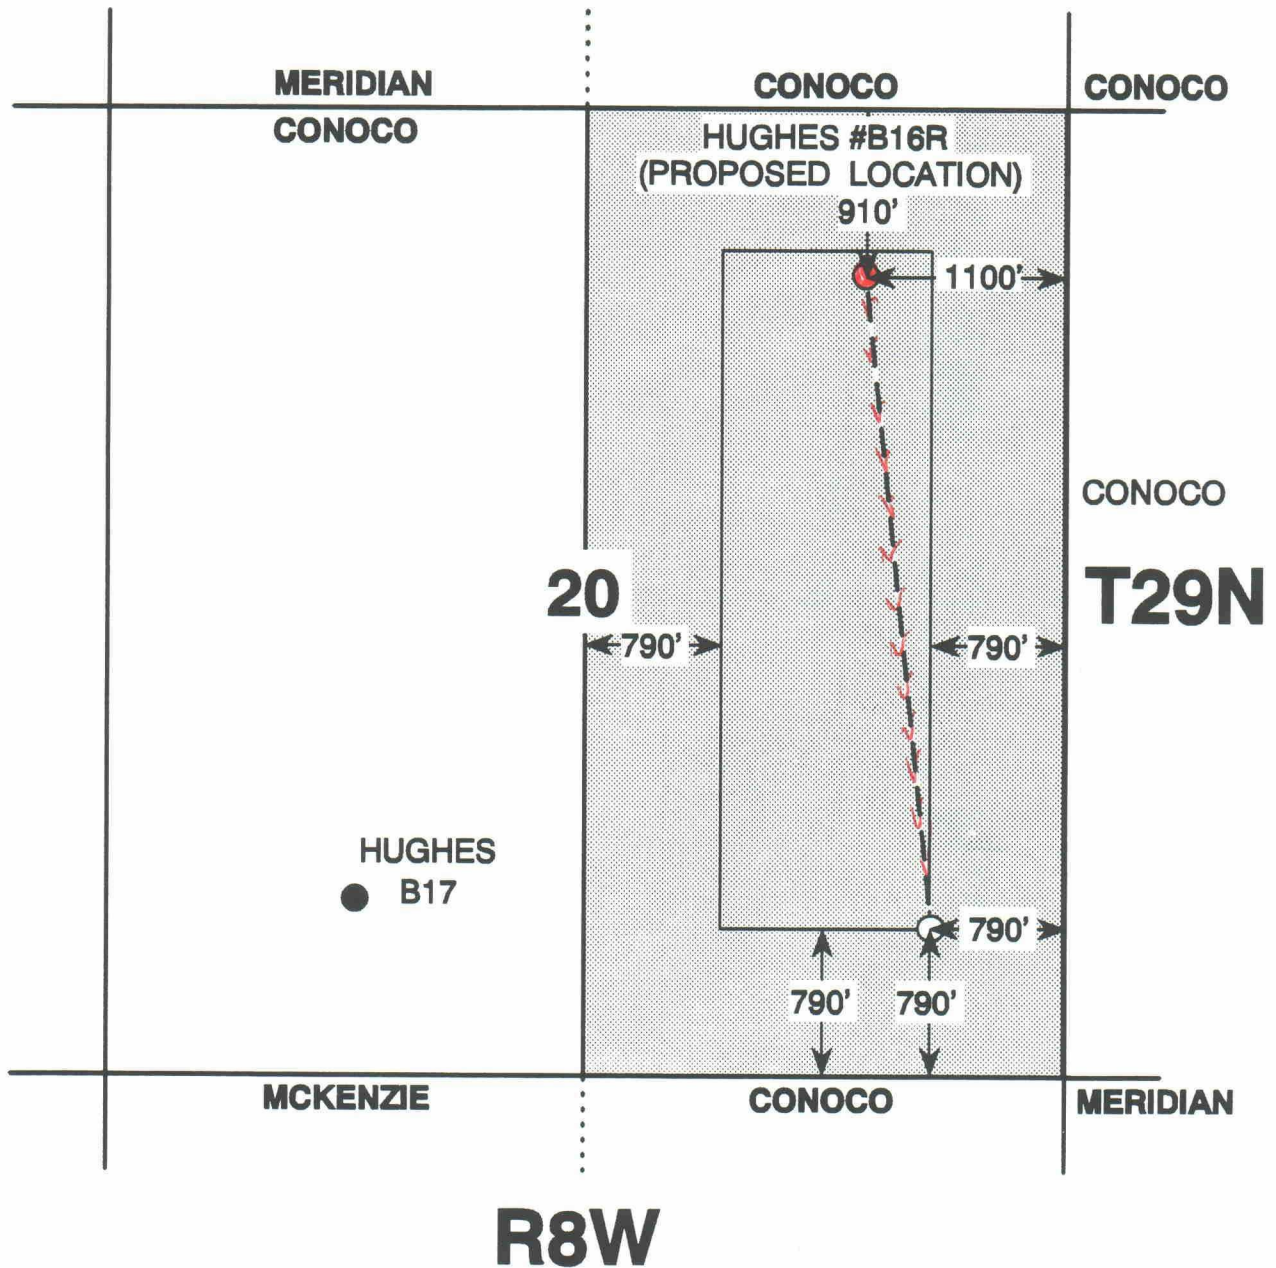 MERIDIAN
CONOCO
CONOCO
CONOCO
HUGHES #B16R
(PROPOSED LOCATION)
910'
1100'
CONOCO
20
T29N
790'
790'
HUGHES
B17
790'
790'
790'
MCKENZIE
CONOCO
MERIDIAN
R8W